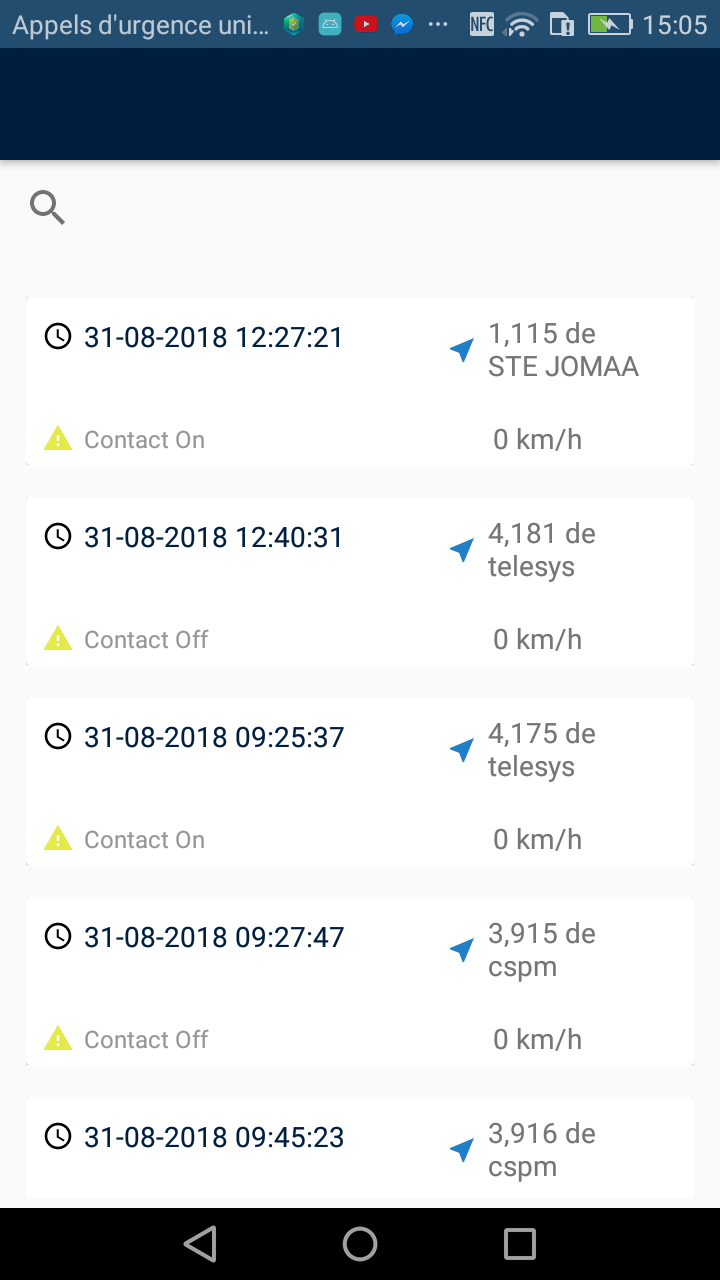 Appels d'urgence uni... NFC 15:05
31-08-2018 12:27:21
1,115 de
STE JOMAA
Contact On
0 km/h
31-08-2018 12:40:31
4,181 de
telesys
Contact Off
0 km/h
31-08-2018 09:25:37
4,175 de
telesys
Contact On
0 km/h
31-08-2018 09:27:47
3,915 de
cspm
Contact Off
0 km/h
31-08-2018 09:45:23
3,916 de
cspm